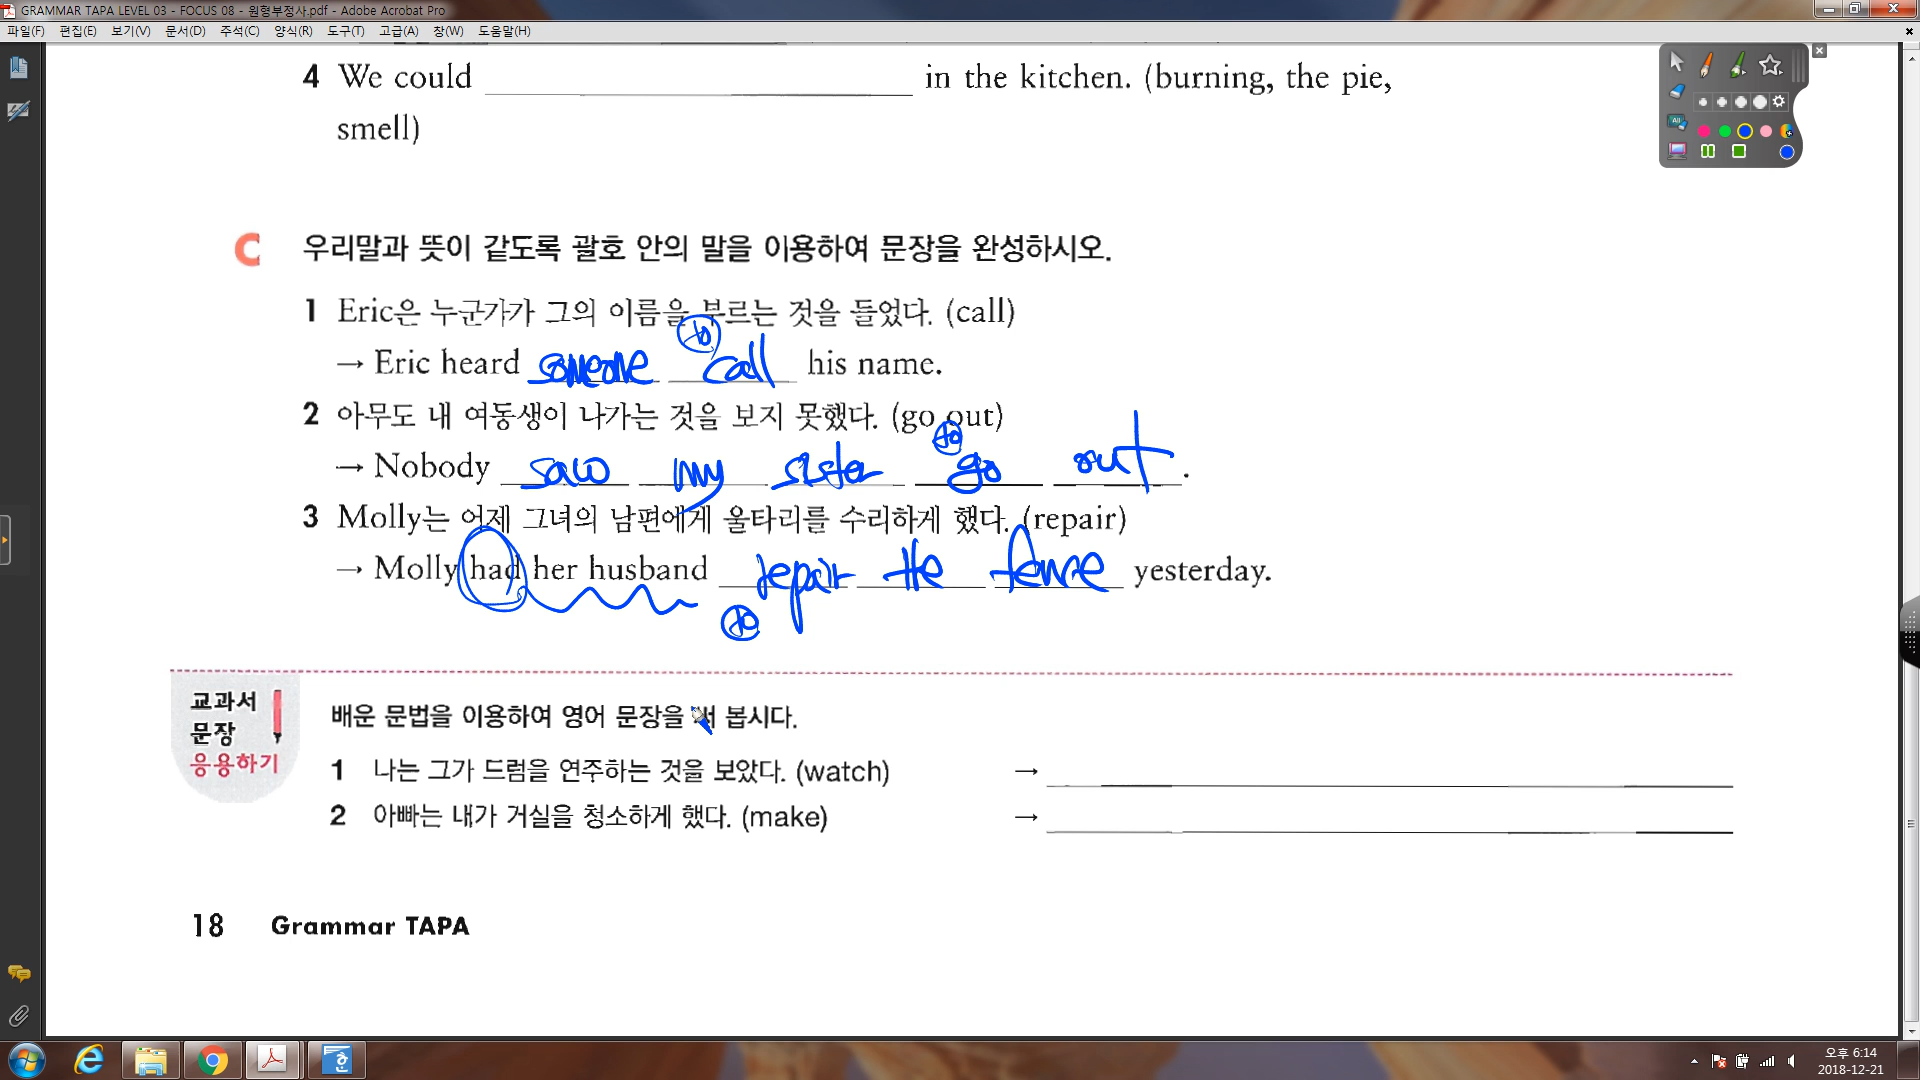 GRAMMAR TAPA LEVEL 03 - FOCUS 08 - 원형부정사.pdf - Adobe Acrobat Pro
파일(F) 편집(E) 보기(V) 문서(D) 주석(C) 양식(R) 도구(T) 고급(A) 창(W) 도움말(H)
4 We could ____ in the kitchen. (burning, the pie,
smell)
C 우리말과 뜻이 같도록 괄호 안의 말을 이용하여 문장을 완성하시오.
1 Eric은 누군가가 그의 이름을 부르는 것을 들었다. (call)
to
→ Eric heard someone call his name.
2 아무도 내 여동생이 나가는 것을 보지 못했다. (go out)
to
→ Nobody saw my sister go out.
3 Molly는 어제 그녀의 남편에게 울타리를 수리하게 했다. (repair)
→ Molly had her husband repair the fence yesterday.
to
교과서
문장
응용하기
배운 문법을 이용하여 영어 문장을 봅시다.
1 나는 그가 드럼을 연주하는 것을 보았다. (watch) →
2 아빠는 내가 거실을 청소하게 했다. (make) →
18 Grammar TAPA
오후 6:14
2018-12-21